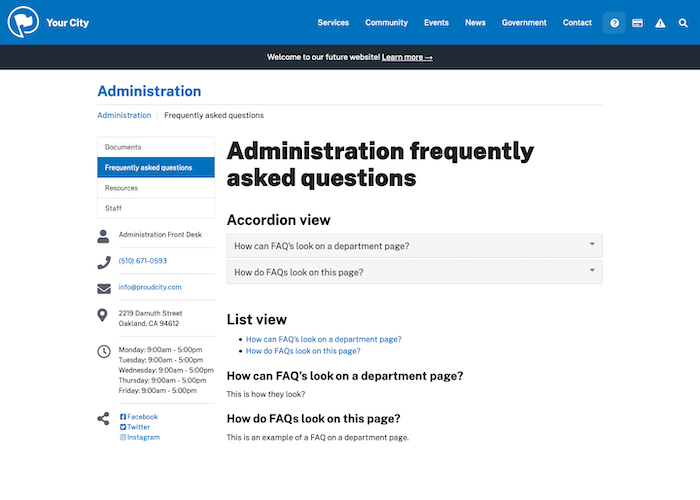 Your City
Services Community Events News Government Contact
Welcome to our future website! Learn more →
Administration
Administration / Frequently asked questions
Documents
Frequently asked questions
Resources
Staff
Administration Front Desk
(510) 671-0593
info@proudcity.com
2219 Damuth Street
Oakland, CA 94612
Monday: 9:00am - 5:00pm
Tuesday: 9:00am - 5:00pm
Wednesday: 9:00am - 5:00pm
Thursday: 9:00am - 5:00pm
Friday: 9:00am - 5:00pm
Facebook
Twitter
Instagram
Administration frequently
asked questions
Accordion view
How can FAQ's look on a department page?
How do FAQs look on this page?
List view
How can FAQ's look on a department page?
How do FAQs look on this page?
How can FAQ's look on a department page?
This is how they look?
How do FAQs look on this page?
This is an example of a FAQ on a department page.